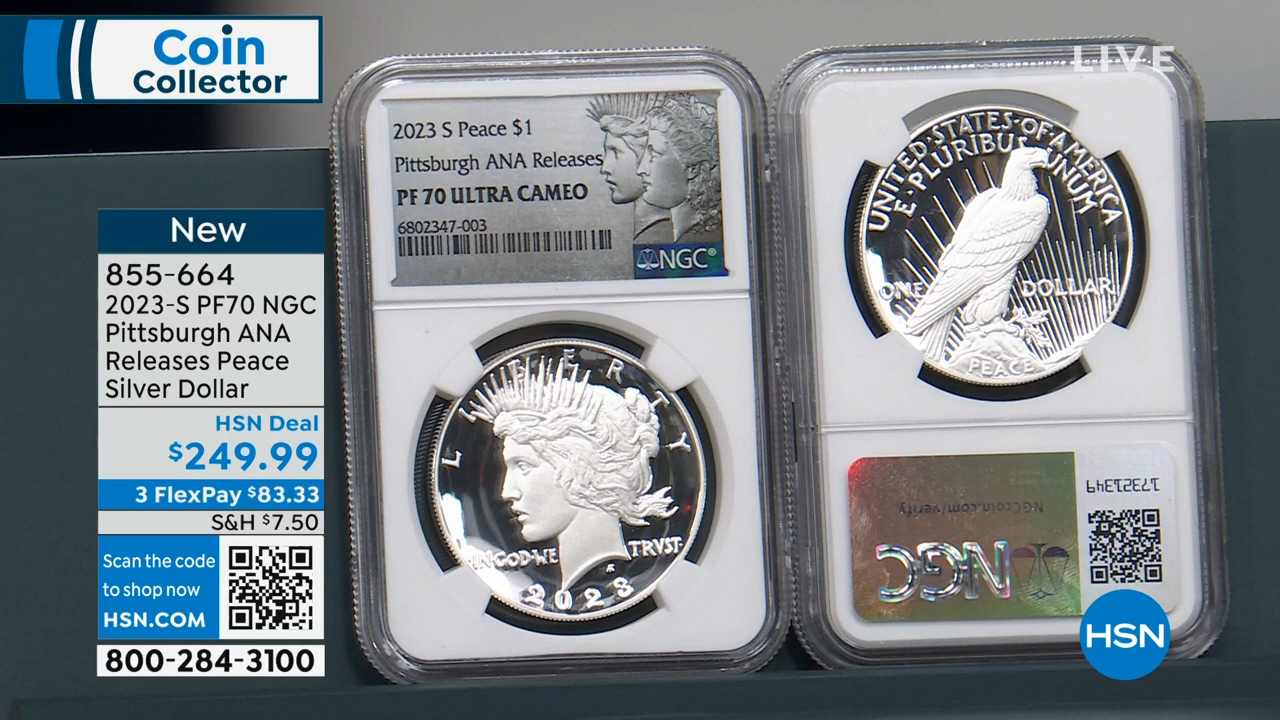 Coin
Collector
LIVE
New
855-664
2023-S PF70 NGC
Pittsburgh ANA
Releases Peace
Silver Dollar
HSN Deal
$249.99
3 FlexPay $83.33
S&H $7.50
Scan the code
to shop now
HSN.COM
800-284-3100
2023 S Peace $1
Pittsburgh ANA Releases
PF 70 ULTRA CAMEO
6802347-003
NGC
LIBERTY
IN GOD WE TRVST
2023
UNITED·STATES·OF·AMERICA
E·PLURIBUS·UNUM
ONE DOLLAR
PEACE
17321349
NGCcoin.com/verify
NGC
HSN